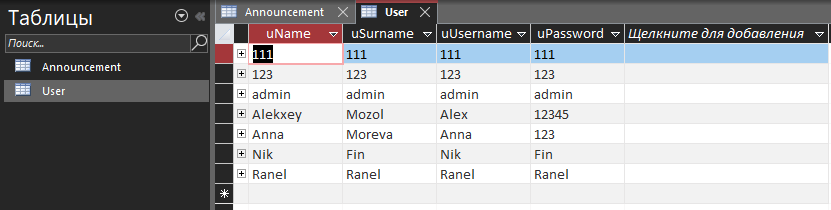 Таблицы
Поиск...
Announcement
User
Announcement User
uName uSurname uUsername uPassword Щелкните для добавления
111 111 111 111
123 123 123 123
admin admin admin admin
Alekxey Mozol Alex 12345
Anna Moreva Anna 123
Nik Fin Nik Fin
Ranel Ranel Ranel Ranel